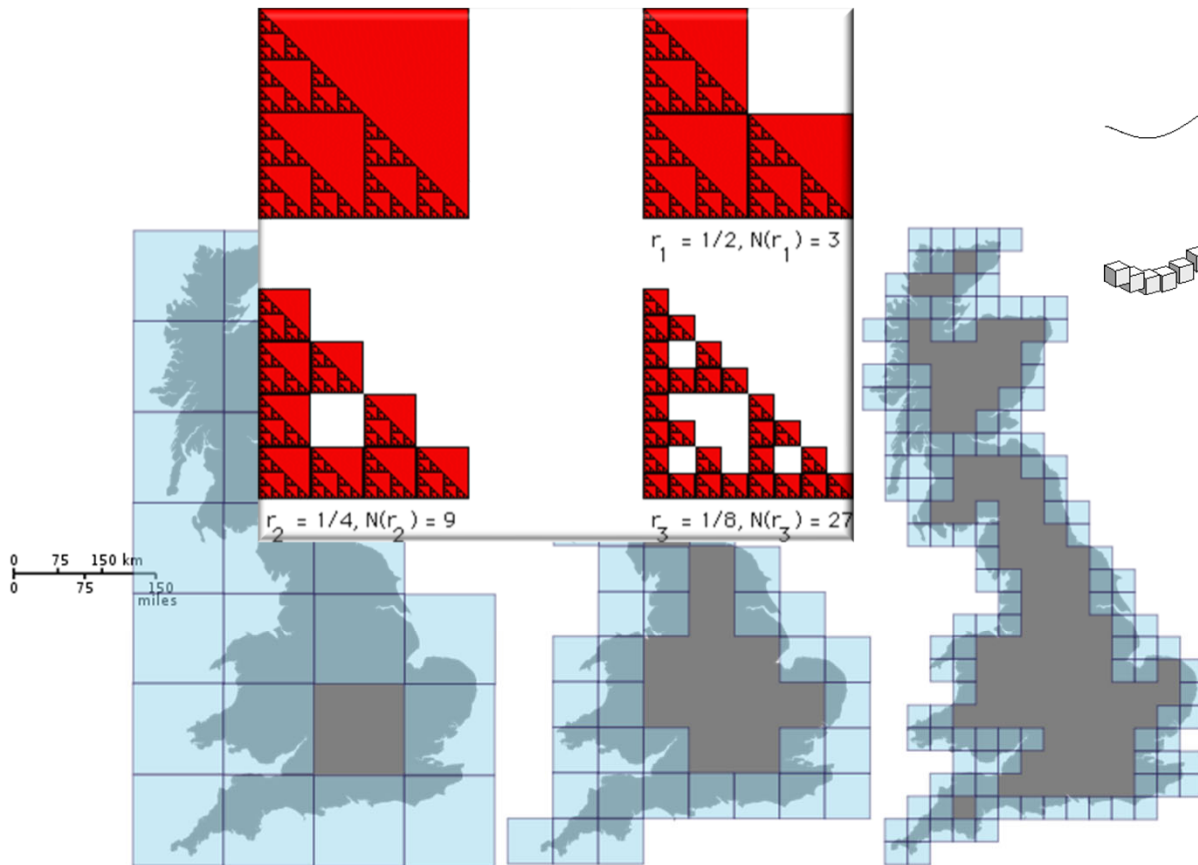 r₁ = 1/2, N(r₁) = 3
r₂ = 1/4, N(r₂) = 9
r₃ = 1/8, N(r₃) = 27
0 75 150 km
0 75 150
miles